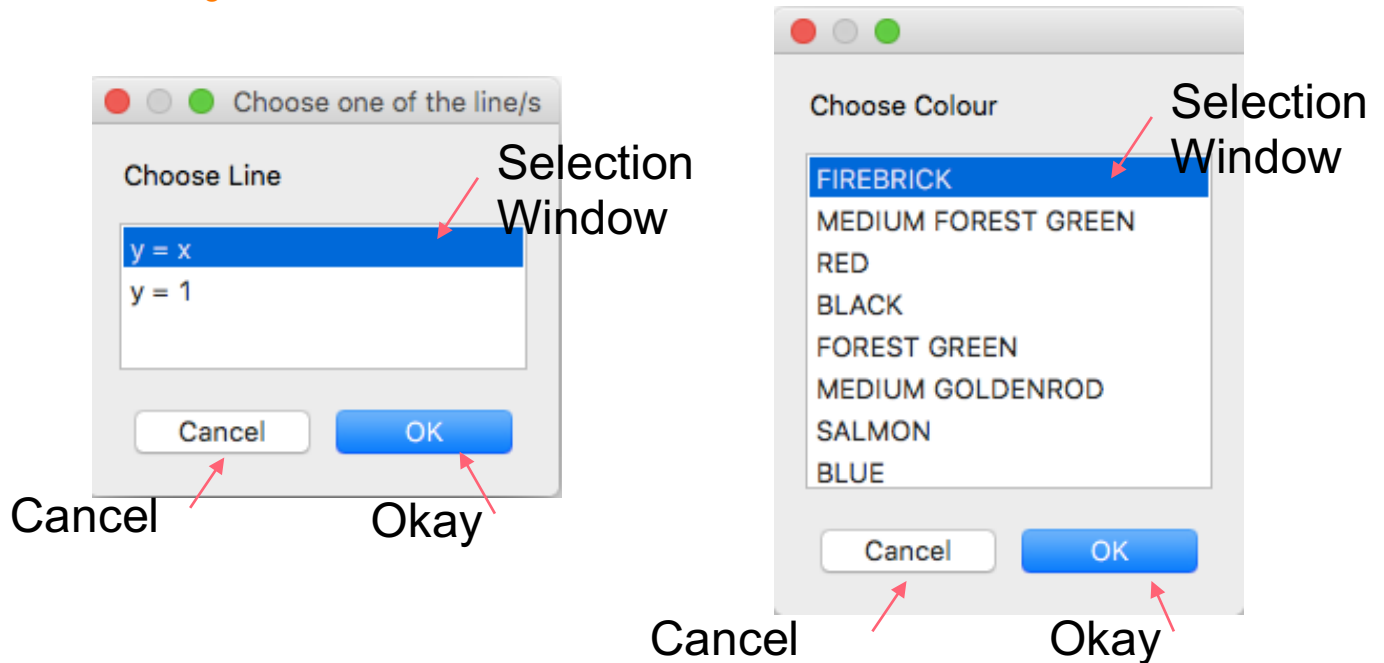 Choose one of the line/s
Choose Line
Selection
Window
y = x
y = 1
Cancel
OK
Cancel
Okay
Choose Colour
Selection
Window
FIREBRICK
MEDIUM FOREST GREEN
RED
BLACK
FOREST GREEN
MEDIUM GOLDENROD
SALMON
BLUE
Cancel
OK
Cancel
Okay